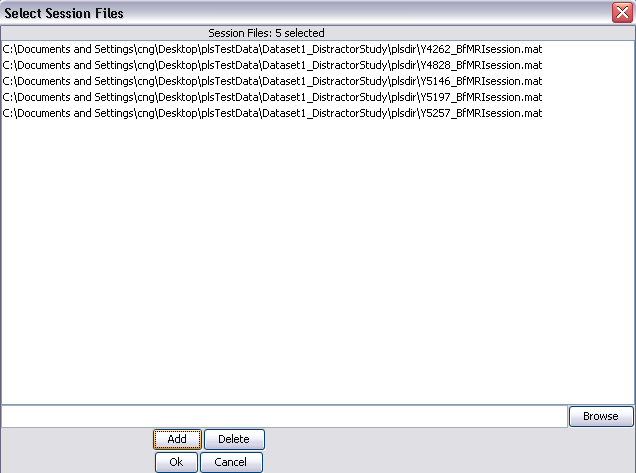 Select Session Files
Session Files: 5 selected
C:\Documents and Settings\cng\Desktop\plsTestData\Dataset1_DistractorStudy\plsdir\Y4262_BfMRIsession.mat
C:\Documents and Settings\cng\Desktop\plsTestData\Dataset1_DistractorStudy\plsdir\Y4828_BfMRIsession.mat
C:\Documents and Settings\cng\Desktop\plsTestData\Dataset1_DistractorStudy\plsdir\Y5146_BfMRIsession.mat
C:\Documents and Settings\cng\Desktop\plsTestData\Dataset1_DistractorStudy\plsdir\Y5197_BfMRIsession.mat
C:\Documents and Settings\cng\Desktop\plsTestData\Dataset1_DistractorStudy\plsdir\Y5257_BfMRIsession.mat
Browse
Add Delete
Ok Cancel